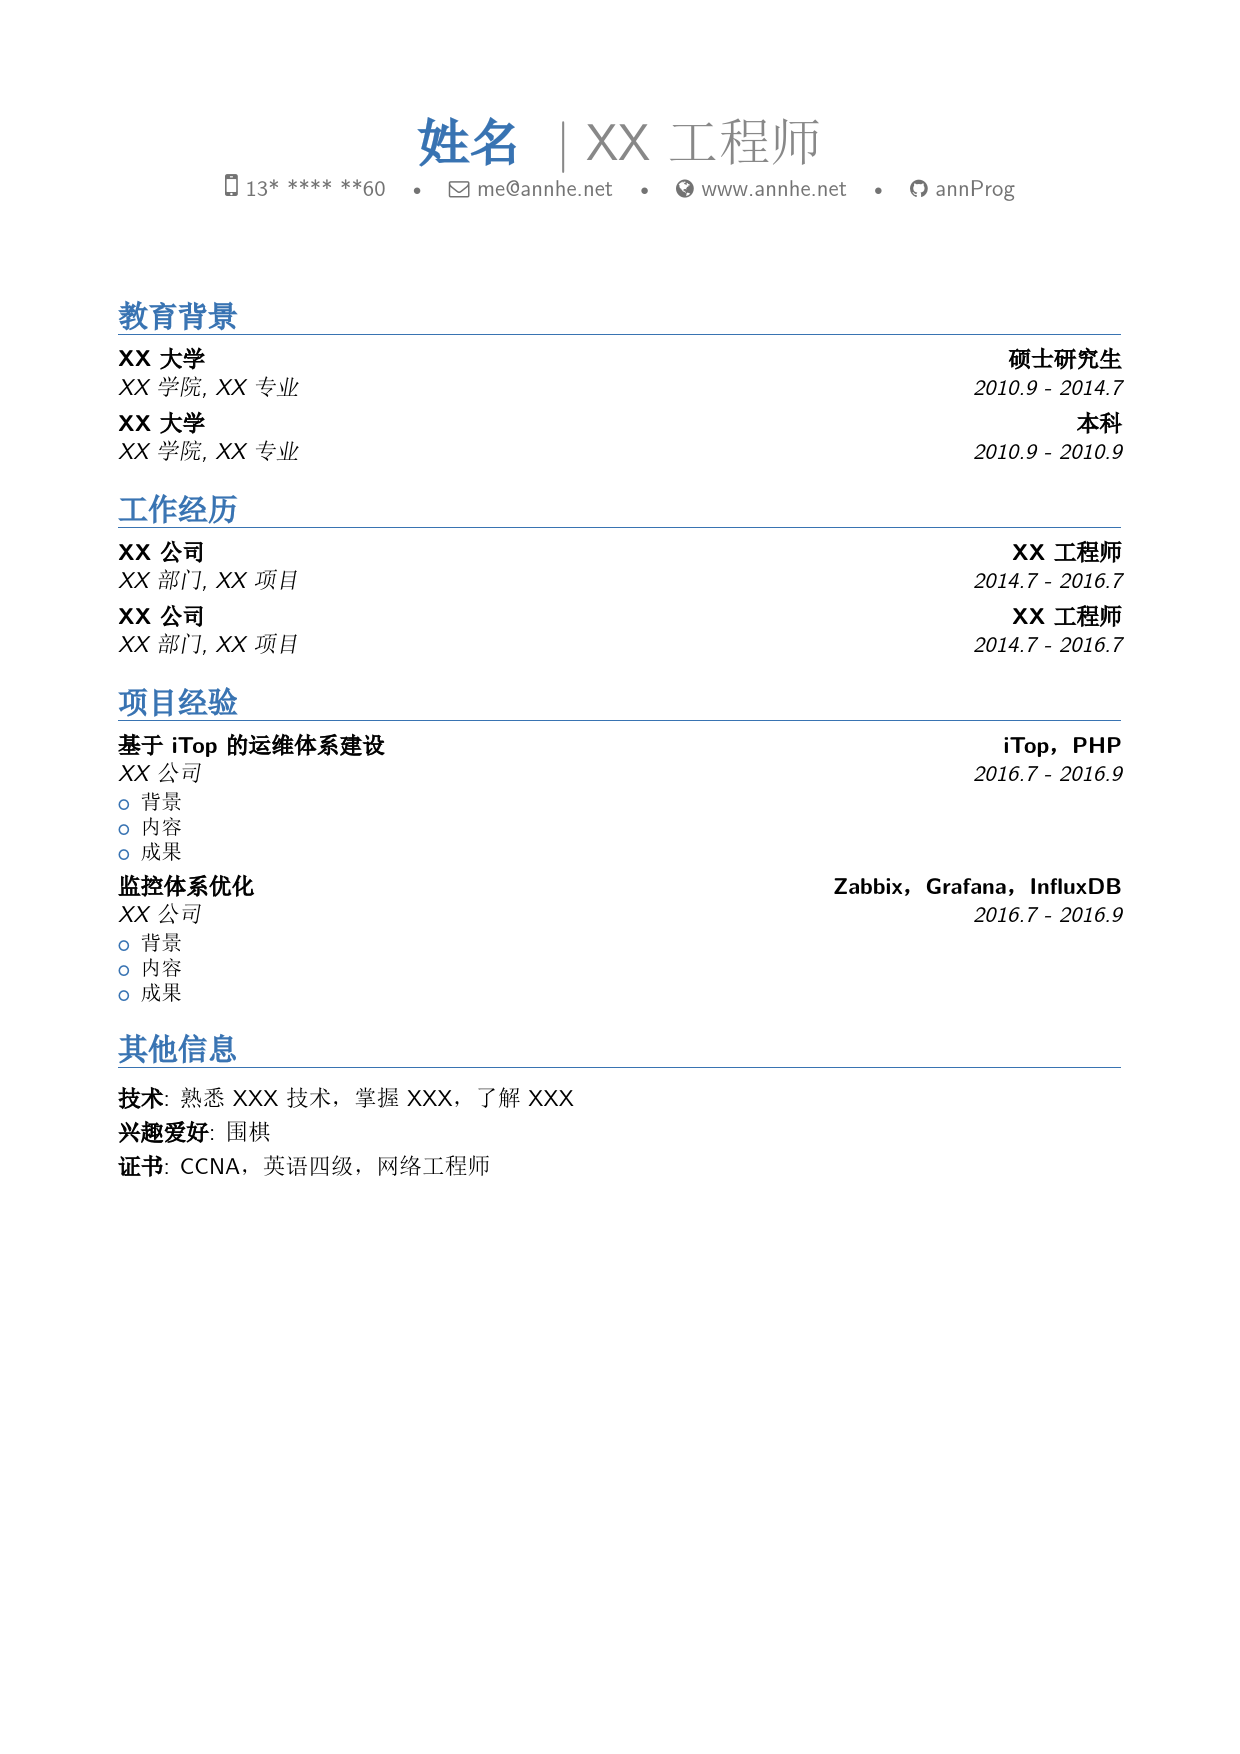 姓名 | XX 工程师
13* **** **60 • me@annhe.net • www.annhe.net • annProg
教育背景
XX 大学 硕士研究生
XX 学院, XX 专业 2010.9 - 2014.7
XX 大学 本科
XX 学院, XX 专业 2010.9 - 2010.9
工作经历
XX 公司 XX 工程师
XX 部门, XX 项目 2014.7 - 2016.7
XX 公司 XX 工程师
XX 部门, XX 项目 2014.7 - 2016.7
项目经验
基于 iTop 的运维体系建设 iTop，PHP
XX 公司 2016.7 - 2016.9
背景
内容
成果
监控体系优化 Zabbix，Grafana，InfluxDB
XX 公司 2016.7 - 2016.9
背景
内容
成果
其他信息
技术: 熟悉 XXX 技术，掌握 XXX，了解 XXX
兴趣爱好: 围棋
证书: CCNA，英语四级，网络工程师